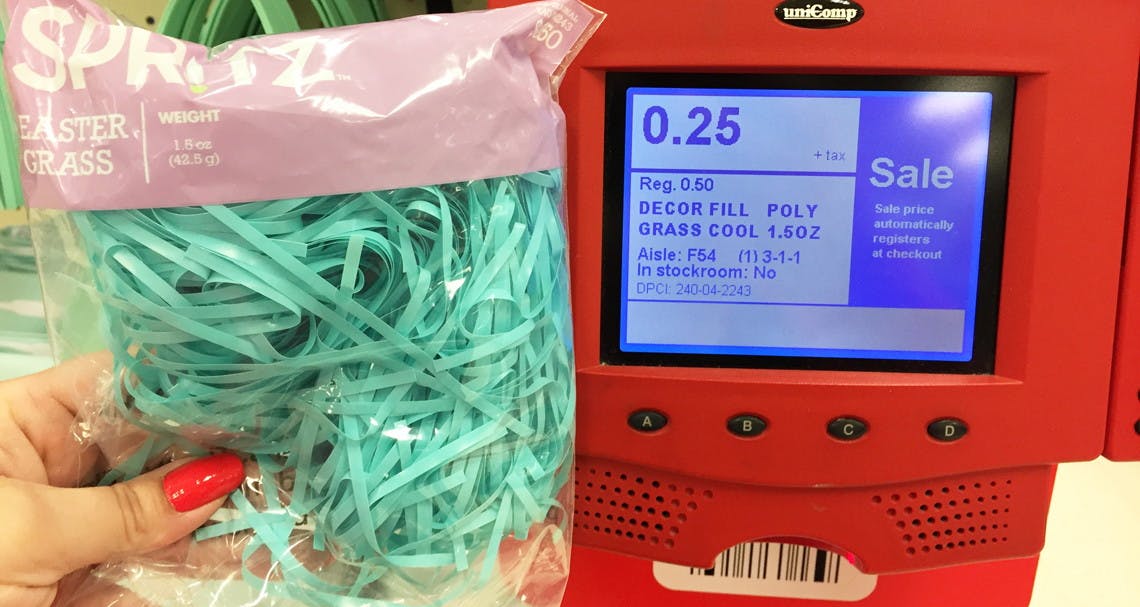 SPRITZ™
EASTER
GRASS
WEIGHT
1.5 oz
(42.5 g)
uniComp
0.25
+ tax
Reg. 0.50
DECOR FILL POLY
GRASS COOL 1.5OZ
Aisle: F54 (1) 3-1-1
In stockroom: No
DPCI: 240-04-2243
Sale
Sale price
automatically
registers
at checkout
A
B
C
D